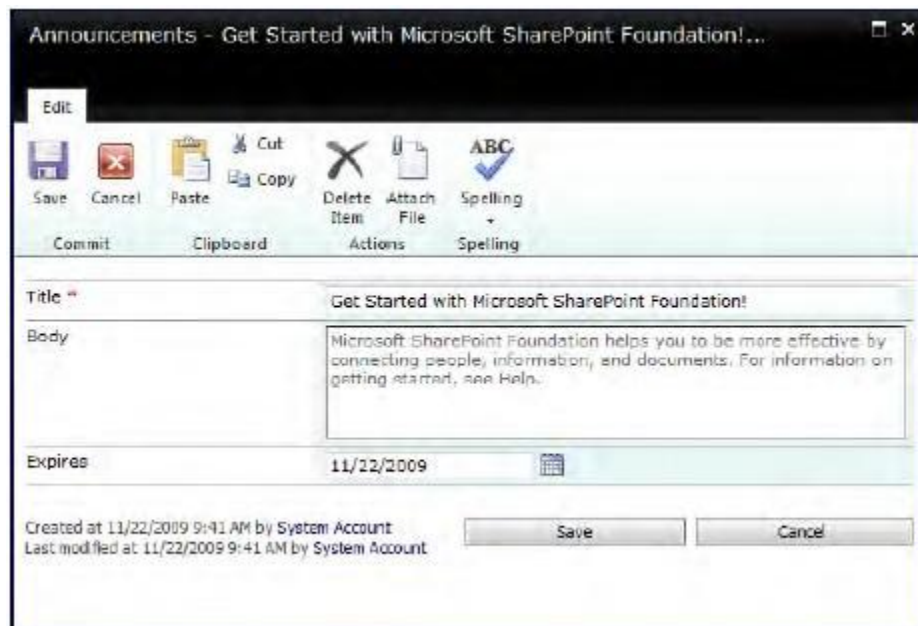 Announcements - Get Started with Microsoft SharePoint Foundation!...
Edit
Save
Cancel
Paste
Cut
Copy
Delete Item
Attach File
ABC
Spelling
Commit
Clipboard
Actions
Spelling
Title *
Get Started with Microsoft SharePoint Foundation!
Body
Microsoft SharePoint Foundation helps you to be more effective by
connecting people, information, and documents. For information on
getting started, see Help.
Expires
11/22/2009
Created at 11/22/2009 9:41 AM by System Account
Last modified at 11/22/2009 9:41 AM by System Account
Save
Cancel